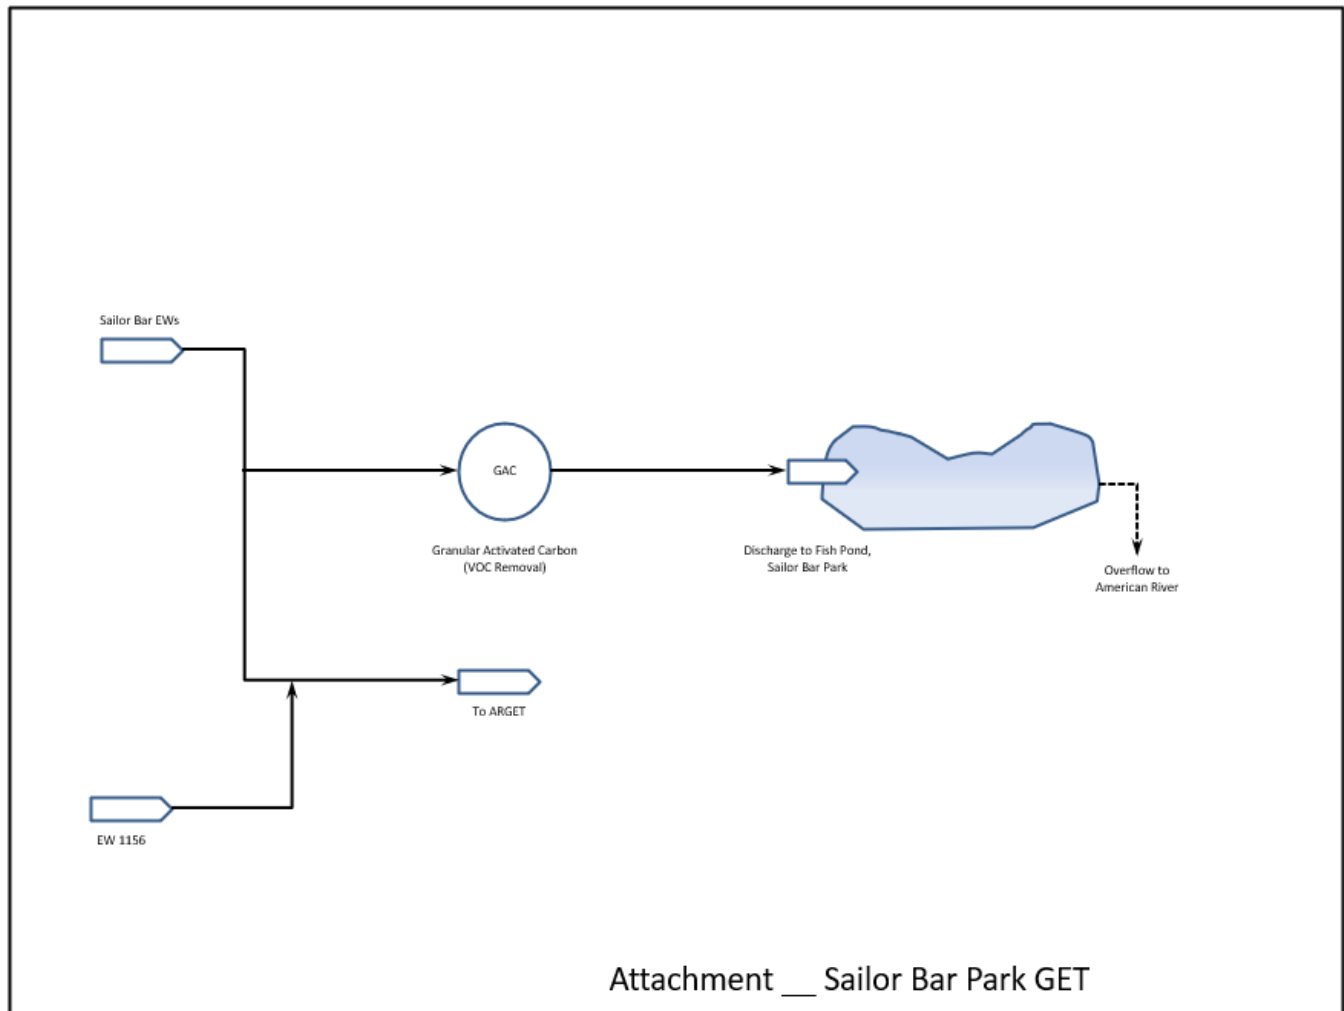 Sailor Bar EWs
GAC
Granular Activated Carbon
(VOC Removal)
Discharge to Fish Pond,
Sailor Bar Park
Overflow to
American River
To ARGET
EW 1156
Attachment __ Sailor Bar Park GET